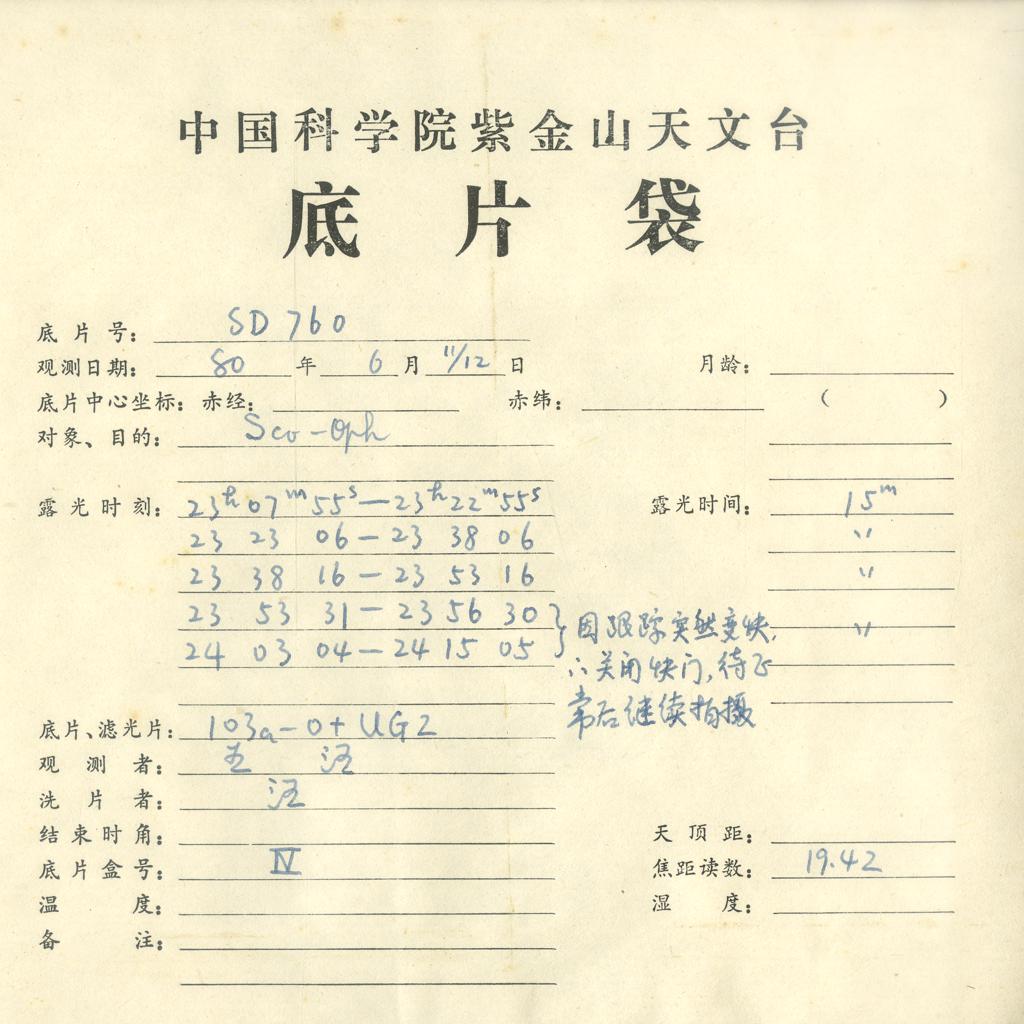 中国科学院紫金山天文台
底片袋
底片号: SD 760
观测日期: 80 年 6 月 11/12 日 月龄:
底片中心坐标: 赤经: 赤纬: ( )
对象、目的: Sco-Oph
露光时刻: 23h 07m 55s — 23h 22m 55s 露光时间: 15m
23 23 06 — 23 38 06 〃
23 38 16 — 23 53 16 〃
23 53 31 — 23 56 30 } 因跟踪突然变快, 〃
24 03 04 — 24 15 05 ∴关闭快门,待正
常后继续拍摄
底片、滤光片: 103a-O + UG2
观测者: 王 汪
洗片者: 汪
结束时角: 天顶距:
底片盒号: IV 焦距读数: 19.42
温度: 湿度:
备注: